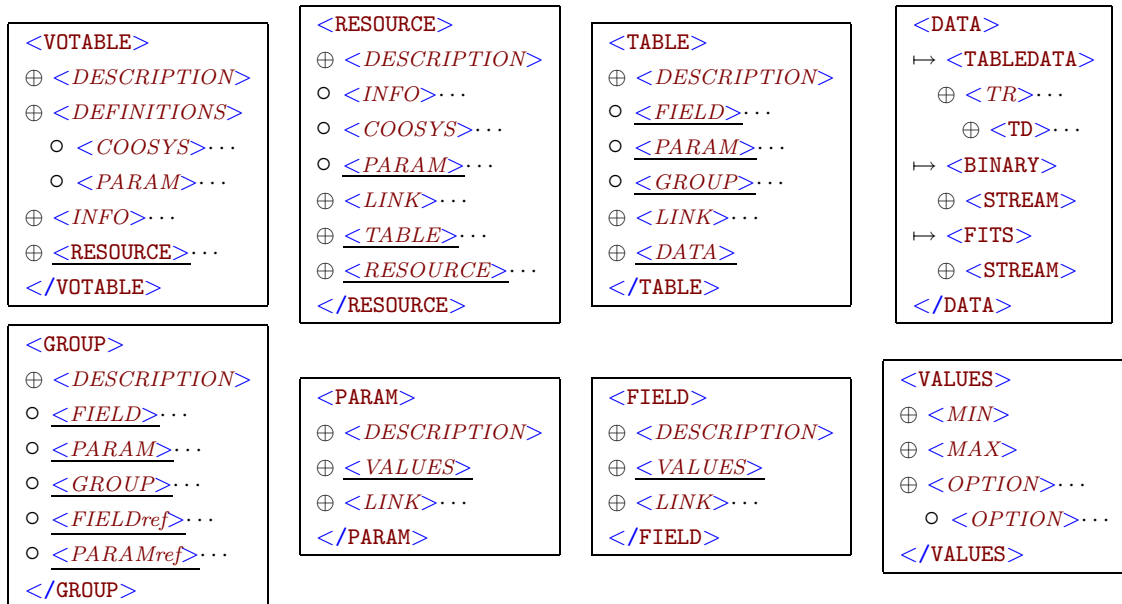 <VOTABLE>
⊕ <DESCRIPTION>
⊕ <DEFINITIONS>
○ <COOSYS>···
○ <PARAM>···
⊕ <INFO>···
⊕ <RESOURCE>···
</VOTABLE>
<RESOURCE>
⊕ <DESCRIPTION>
○ <INFO>···
○ <COOSYS>···
○ <PARAM>···
⊕ <LINK>···
⊕ <TABLE>···
⊕ <RESOURCE>···
</RESOURCE>
<TABLE>
⊕ <DESCRIPTION>
○ <FIELD>···
○ <PARAM>···
○ <GROUP>···
⊕ <LINK>···
⊕ <DATA>
</TABLE>
<DATA>
↦ <TABLEDATA>
⊕ <TR>···
⊕ <TD>···
↦ <BINARY>
⊕ <STREAM>
↦ <FITS>
⊕ <STREAM>
</DATA>
<GROUP>
⊕ <DESCRIPTION>
○ <FIELD>···
○ <PARAM>···
○ <GROUP>···
○ <FIELDref>···
○ <PARAMref>···
</GROUP>
<PARAM>
⊕ <DESCRIPTION>
⊕ <VALUES>
⊕ <LINK>···
</PARAM>
<FIELD>
⊕ <DESCRIPTION>
⊕ <VALUES>
⊕ <LINK>···
</FIELD>
<VALUES>
⊕ <MIN>
⊕ <MAX>
⊕ <OPTION>···
○ <OPTION>···
</VALUES>